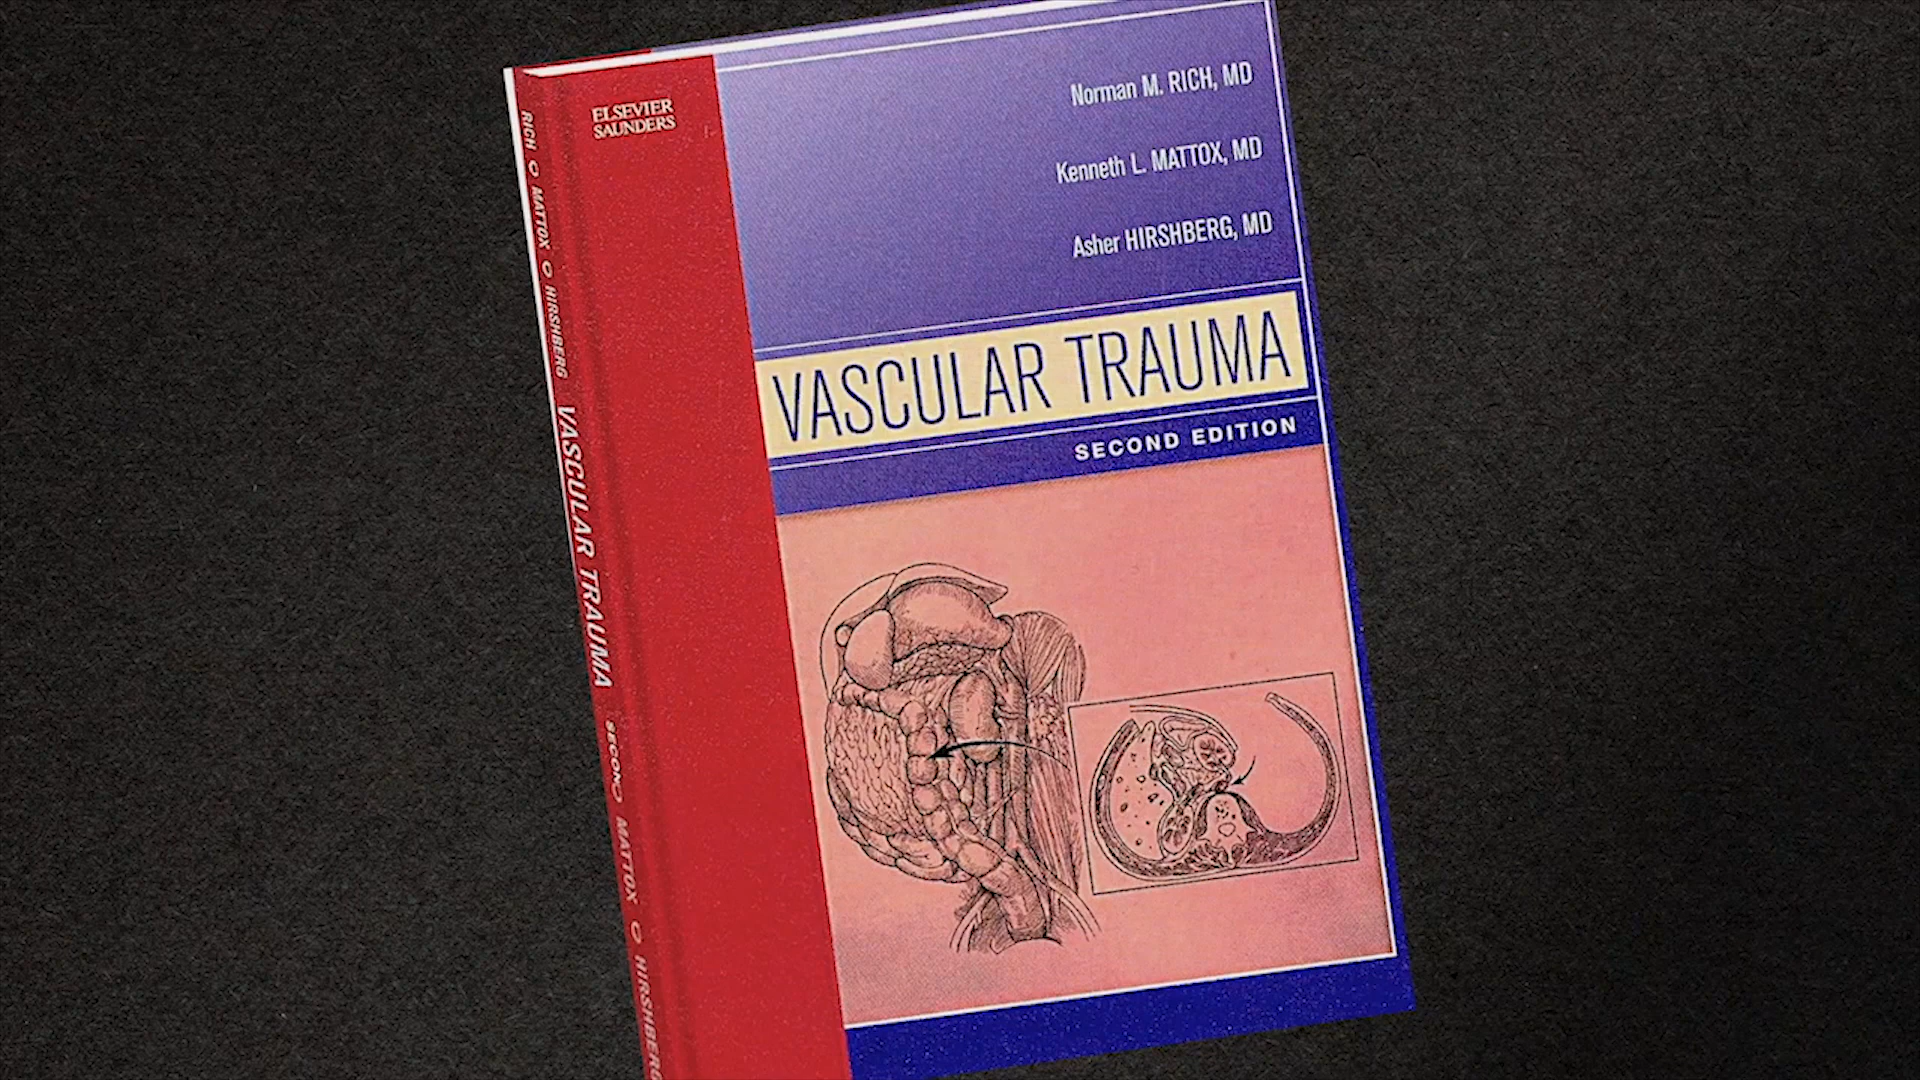 ELSEVIER
SAUNDERS
Norman M. RICH, MD
Kenneth L. MATTOX, MD
Asher HIRSHBERG, MD
VASCULAR TRAUMA
SECOND EDITION
RICH MATTOX HIRSHBERG VASCULAR TRAUMA SECOND MATTOX HIRSHBERG